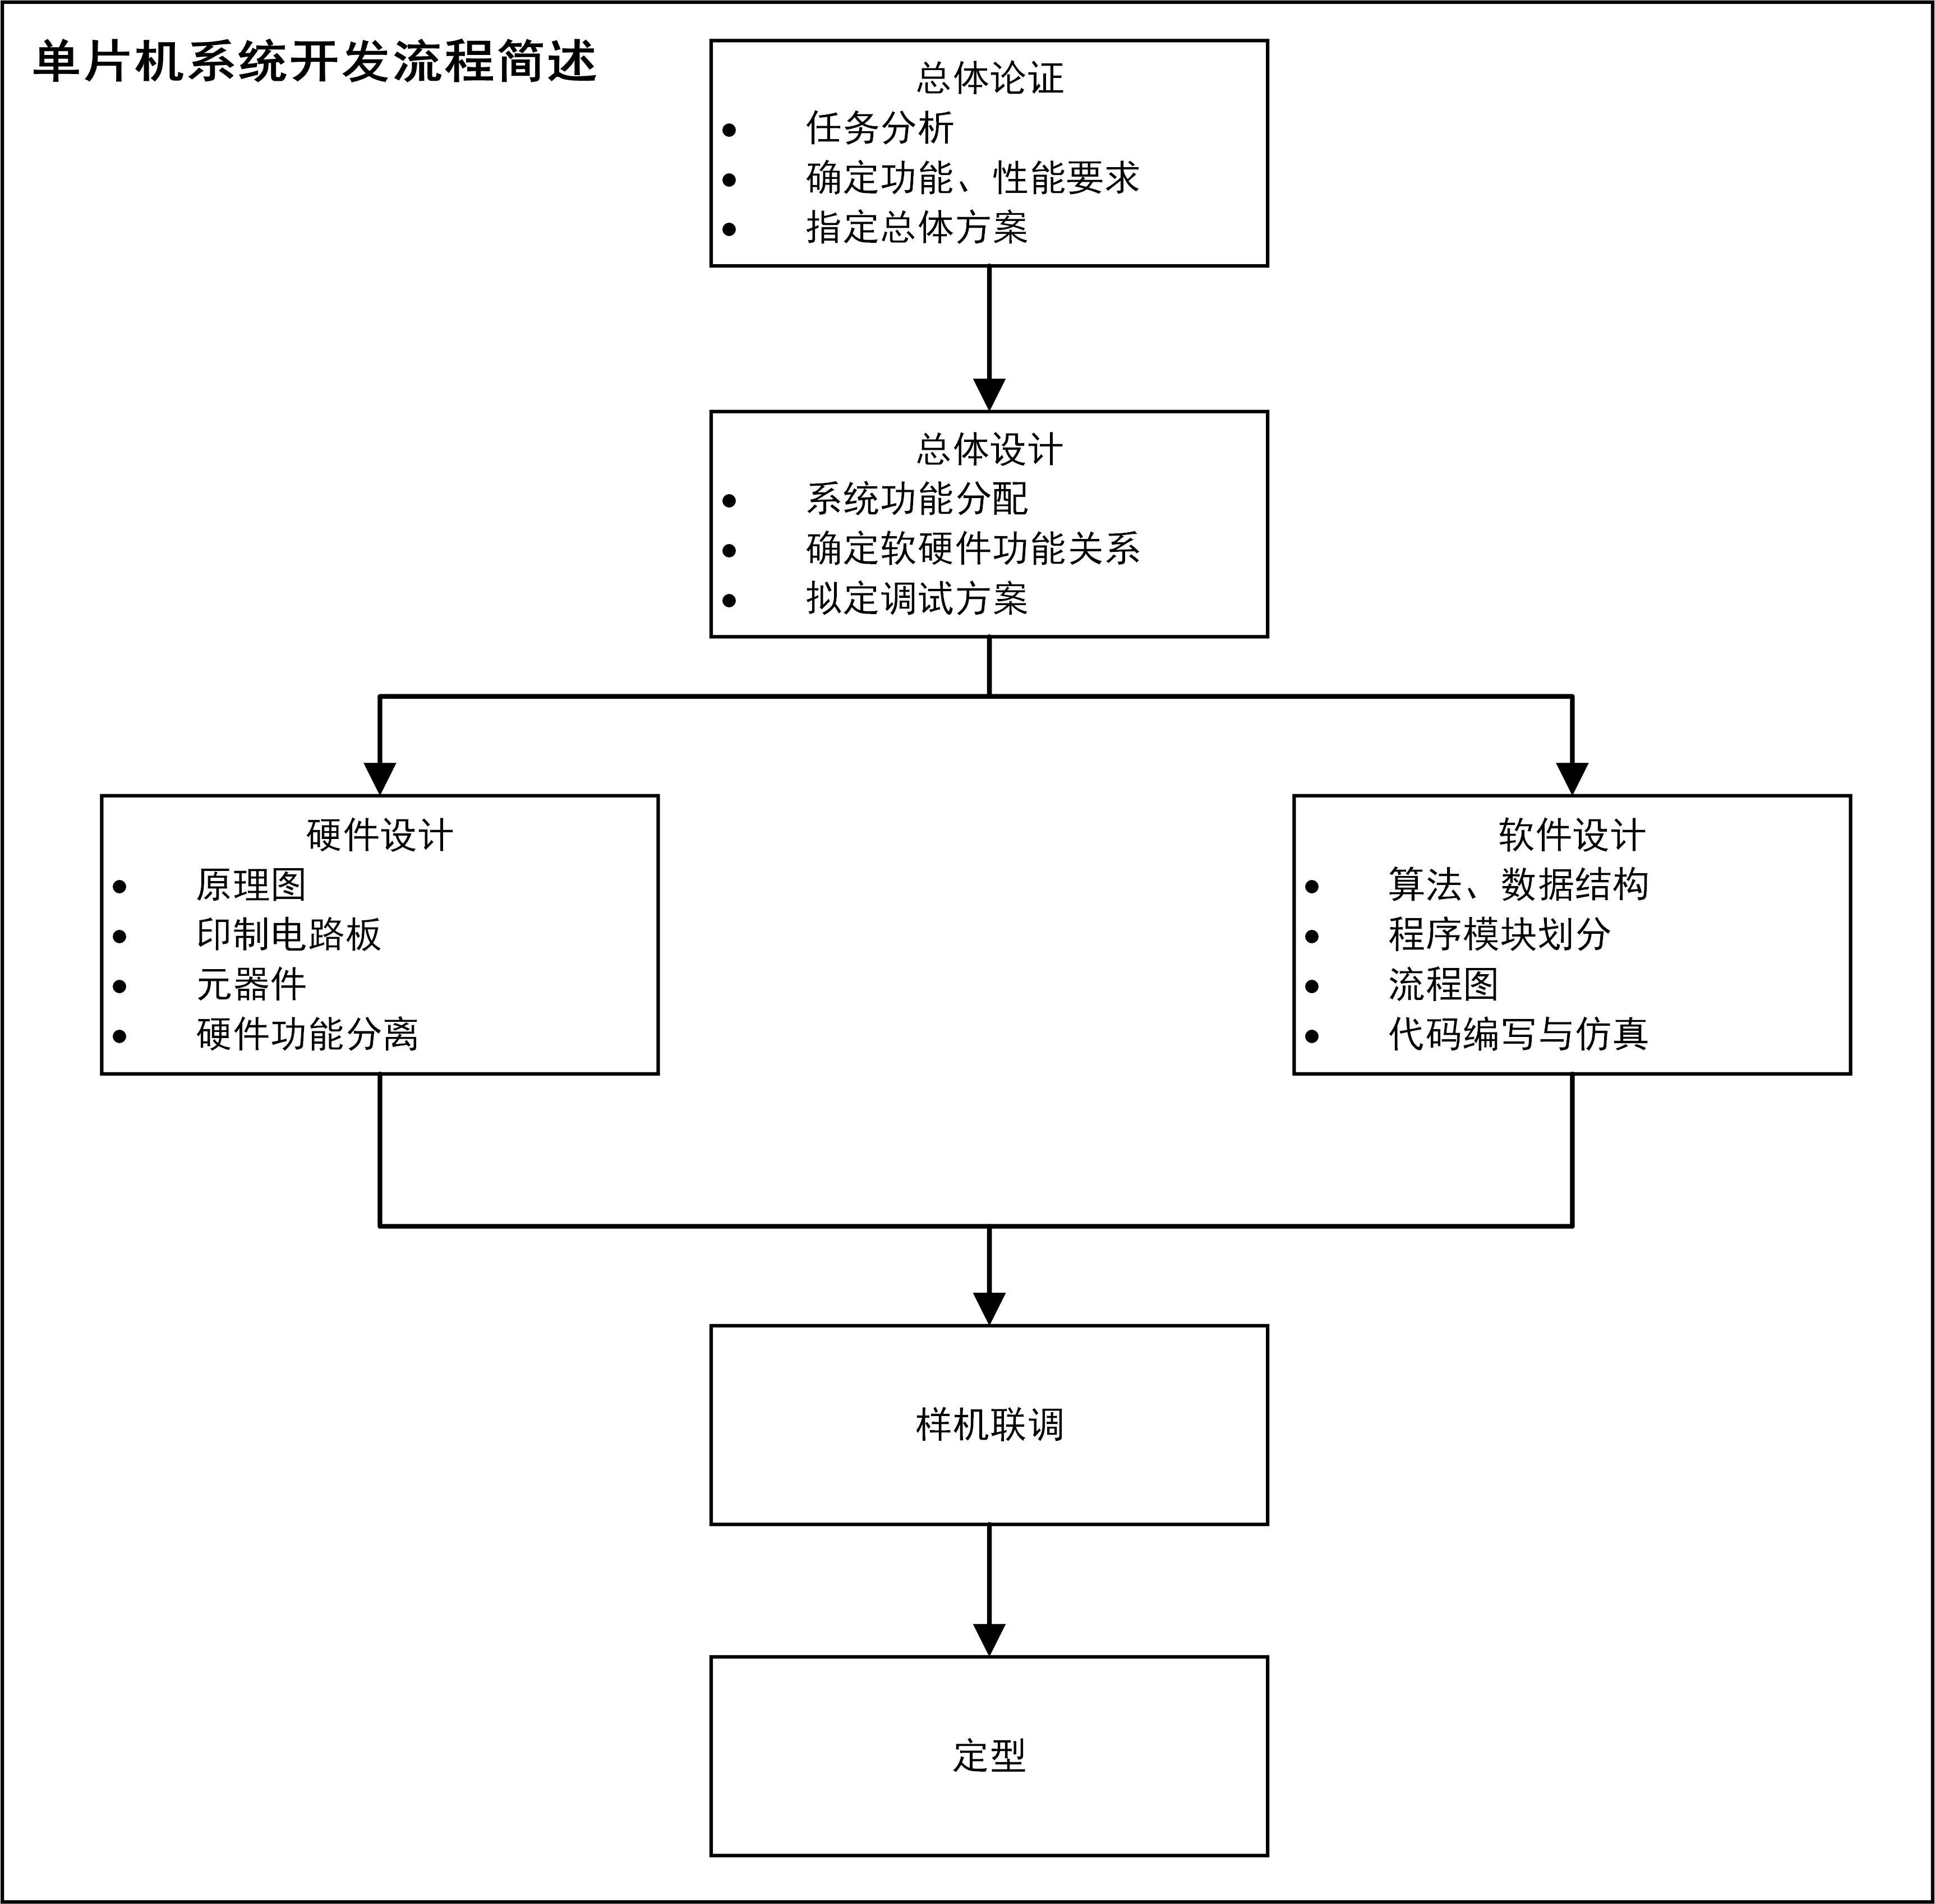 单片机系统开发流程简述
总体论证
● 任务分析
● 确定功能、性能要求
● 指定总体方案
总体设计
● 系统功能分配
● 确定软硬件功能关系
● 拟定调试方案
硬件设计
● 原理图
● 印制电路板
● 元器件
● 硬件功能分离
软件设计
● 算法、数据结构
● 程序模块划分
● 流程图
● 代码编写与仿真
样机联调
定型